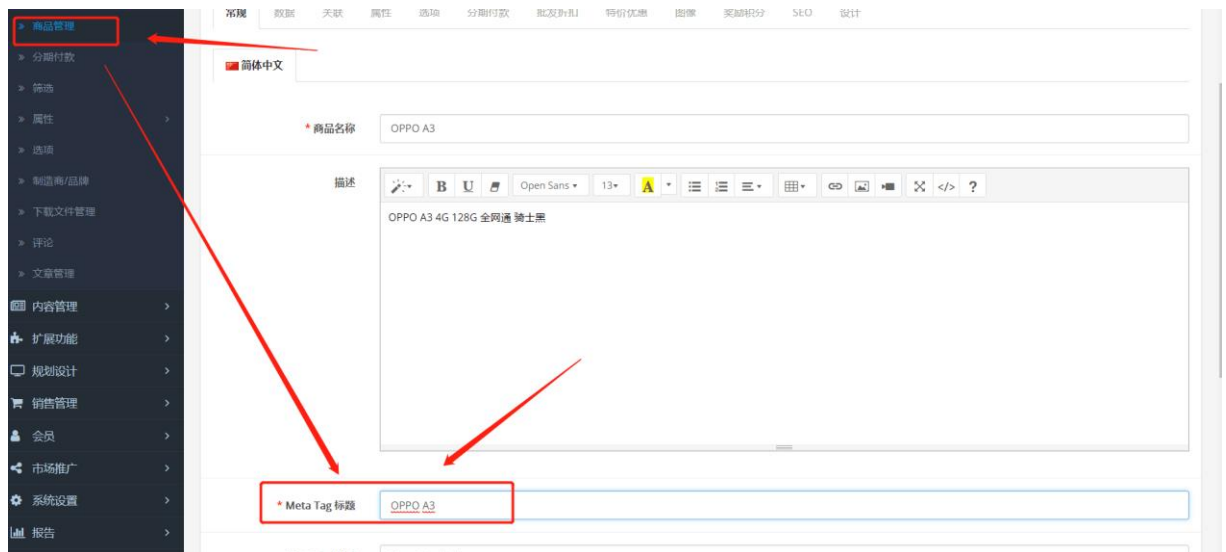 » 商品管理
» 分期付款
» 筛选
» 属性
» 选项
» 制造商/品牌
» 下载文件管理
» 评论
» 文章管理
内容管理
扩展功能
规划设计
销售管理
会员
市场推广
系统设置
报告
常规 数据 关联 属性 选项 分期付款 批发折扣 特价优惠 图像 奖励积分 SEO 设计
简体中文
* 商品名称 OPPO A3
描述
B U Open Sans 13 A </> ?
OPPO A3 4G 128G 全网通 骑士黑
* Meta Tag 标题 OPPO A3